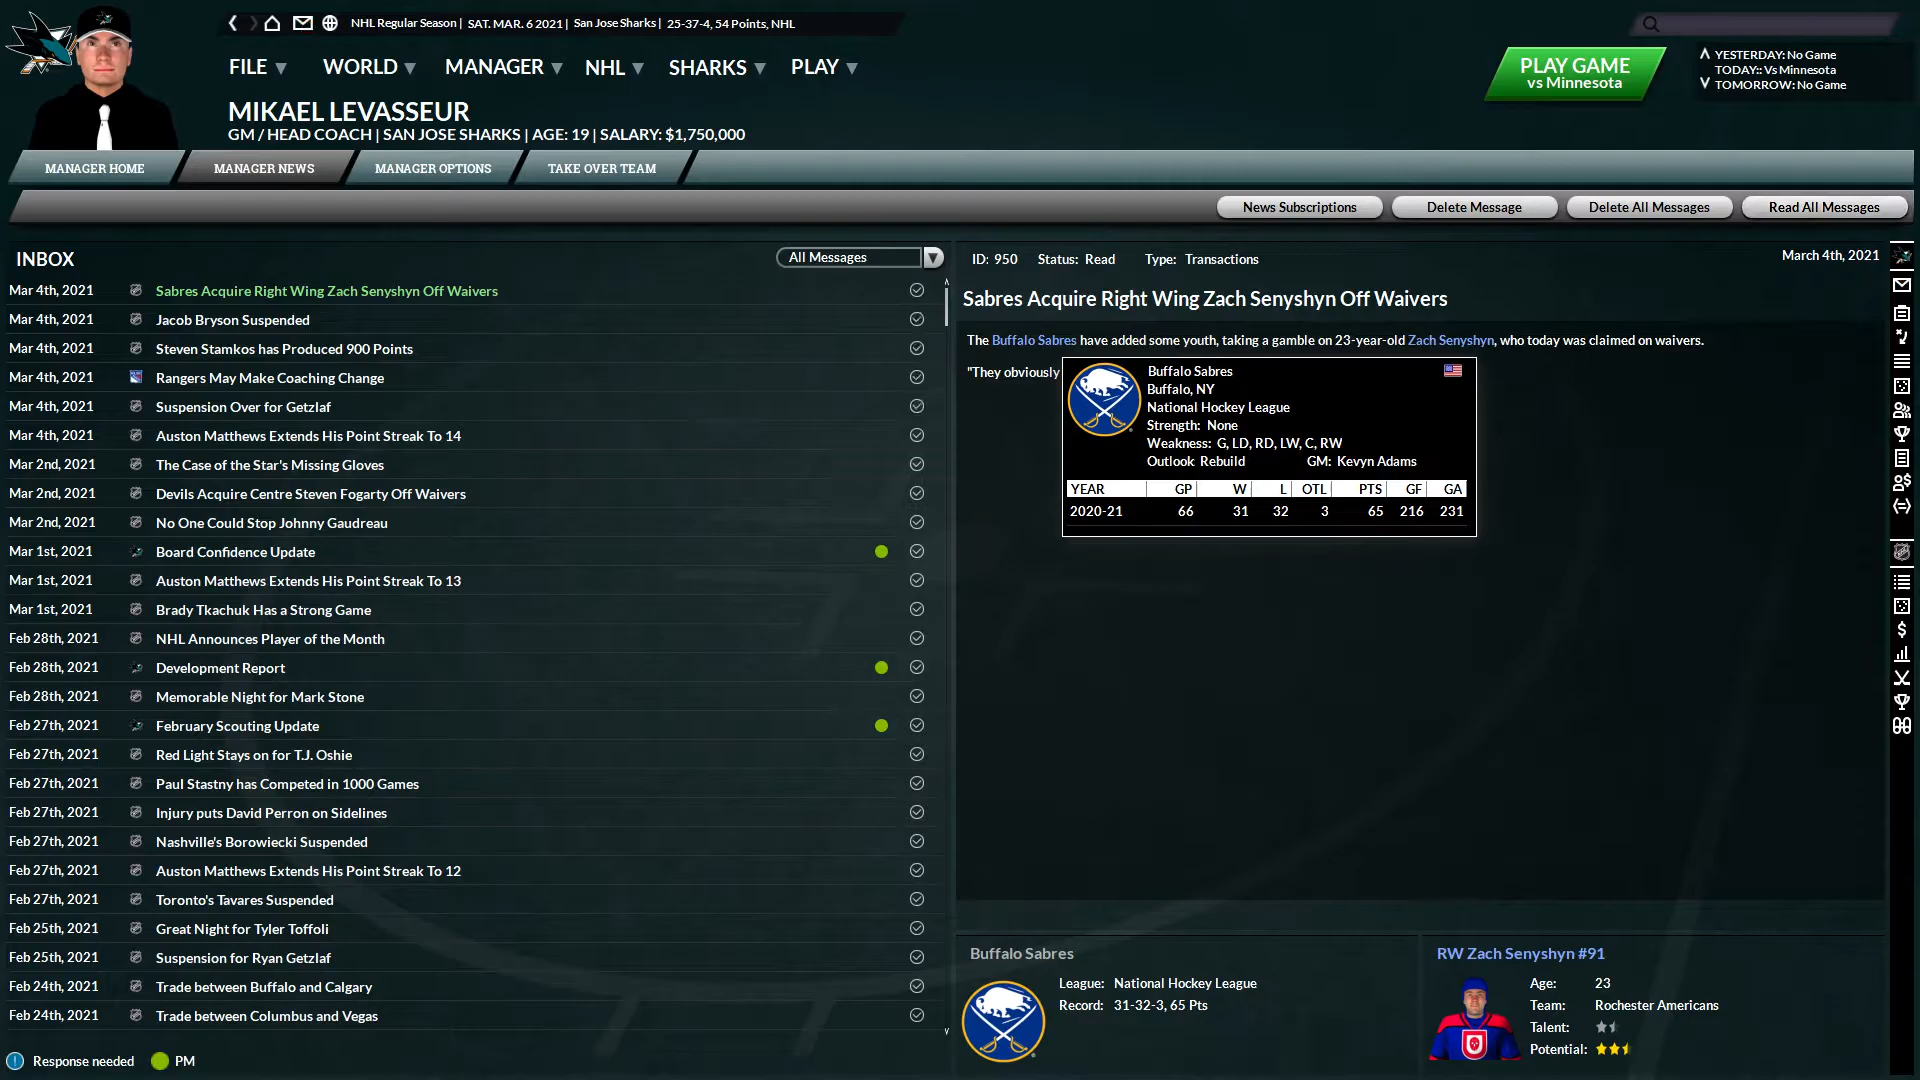 NHL Regular Season | SAT. MAR. 6 2021 | San Jose Sharks | 25-37-4, 54 Points, NHL
FILE WORLD MANAGER NHL SHARKS PLAY
PLAY GAME
vs Minnesota
YESTERDAY: No Game
TODAY:: Vs Minnesota
TOMORROW: No Game
MIKAEL LEVASSEUR
GM / HEAD COACH | SAN JOSE SHARKS | AGE: 19 | SALARY: $1,750,000
MANAGER HOME MANAGER NEWS MANAGER OPTIONS TAKE OVER TEAM
News Subscriptions Delete Message Delete All Messages Read All Messages
INBOX All Messages
Mar 4th, 2021 Sabres Acquire Right Wing Zach Senyshyn Off Waivers
Mar 4th, 2021 Jacob Bryson Suspended
Mar 4th, 2021 Steven Stamkos has Produced 900 Points
Mar 4th, 2021 Rangers May Make Coaching Change
Mar 4th, 2021 Suspension Over for Getzlaf
Mar 4th, 2021 Auston Matthews Extends His Point Streak To 14
Mar 2nd, 2021 The Case of the Star's Missing Gloves
Mar 2nd, 2021 Devils Acquire Centre Steven Fogarty Off Waivers
Mar 2nd, 2021 No One Could Stop Johnny Gaudreau
Mar 1st, 2021 Board Confidence Update
Mar 1st, 2021 Auston Matthews Extends His Point Streak To 13
Mar 1st, 2021 Brady Tkachuk Has a Strong Game
Feb 28th, 2021 NHL Announces Player of the Month
Feb 28th, 2021 Development Report
Feb 28th, 2021 Memorable Night for Mark Stone
Feb 27th, 2021 February Scouting Update
Feb 27th, 2021 Red Light Stays on for T.J. Oshie
Feb 27th, 2021 Paul Stastny has Competed in 1000 Games
Feb 27th, 2021 Injury puts David Perron on Sidelines
Feb 27th, 2021 Nashville's Borowiecki Suspended
Feb 27th, 2021 Auston Matthews Extends His Point Streak To 12
Feb 27th, 2021 Toronto's Tavares Suspended
Feb 25th, 2021 Great Night for Tyler Toffoli
Feb 25th, 2021 Suspension for Ryan Getzlaf
Feb 24th, 2021 Trade between Buffalo and Calgary
Feb 24th, 2021 Trade between Columbus and Vegas
Response needed PM
ID: 950 Status: Read Type: Transactions March 4th, 2021
Sabres Acquire Right Wing Zach Senyshyn Off Waivers
The Buffalo Sabres have added some youth, taking a gamble on 23-year-old Zach Senyshyn, who today was claimed on waivers.
"They obviously
Buffalo Sabres
Buffalo, NY
National Hockey League
Strength: None
Weakness: G, LD, RD, LW, C, RW
Outlook Rebuild GM: Kevyn Adams
YEAR GP W L OTL PTS GF GA
2020-21 66 31 32 3 65 216 231
Buffalo Sabres
League: National Hockey League
Record: 31-32-3, 65 Pts
RW Zach Senyshyn #91
Age: 23
Team: Rochester Americans
Talent:
Potential: